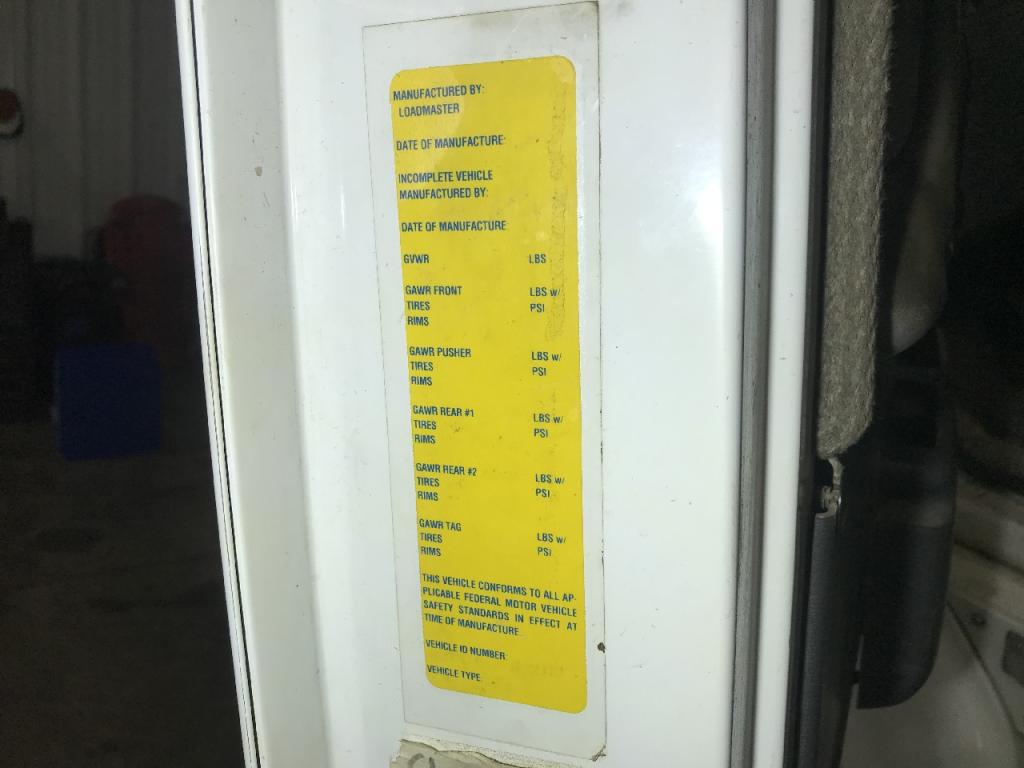 MANUFACTURED BY:
LOADMASTER
DATE OF MANUFACTURE:
INCOMPLETE VEHICLE
MANUFACTURED BY:
DATE OF MANUFACTURE:
GVWR LBS
GAWR FRONT LBS w/
TIRES PSI
RIMS
GAWR PUSHER LBS w/
TIRES PSI
RIMS
GAWR REAR #1 LBS w/
TIRES PSI
RIMS
GAWR REAR #2 LBS w/
TIRES PSI
RIMS
GAWR TAG LBS w/
TIRES PSI
RIMS
THIS VEHICLE CONFORMS TO ALL AP-
PLICABLE FEDERAL MOTOR VEHICLE
SAFETY STANDARDS IN EFFECT AT
TIME OF MANUFACTURE.
VEHICLE ID NUMBER:
VEHICLE TYPE: